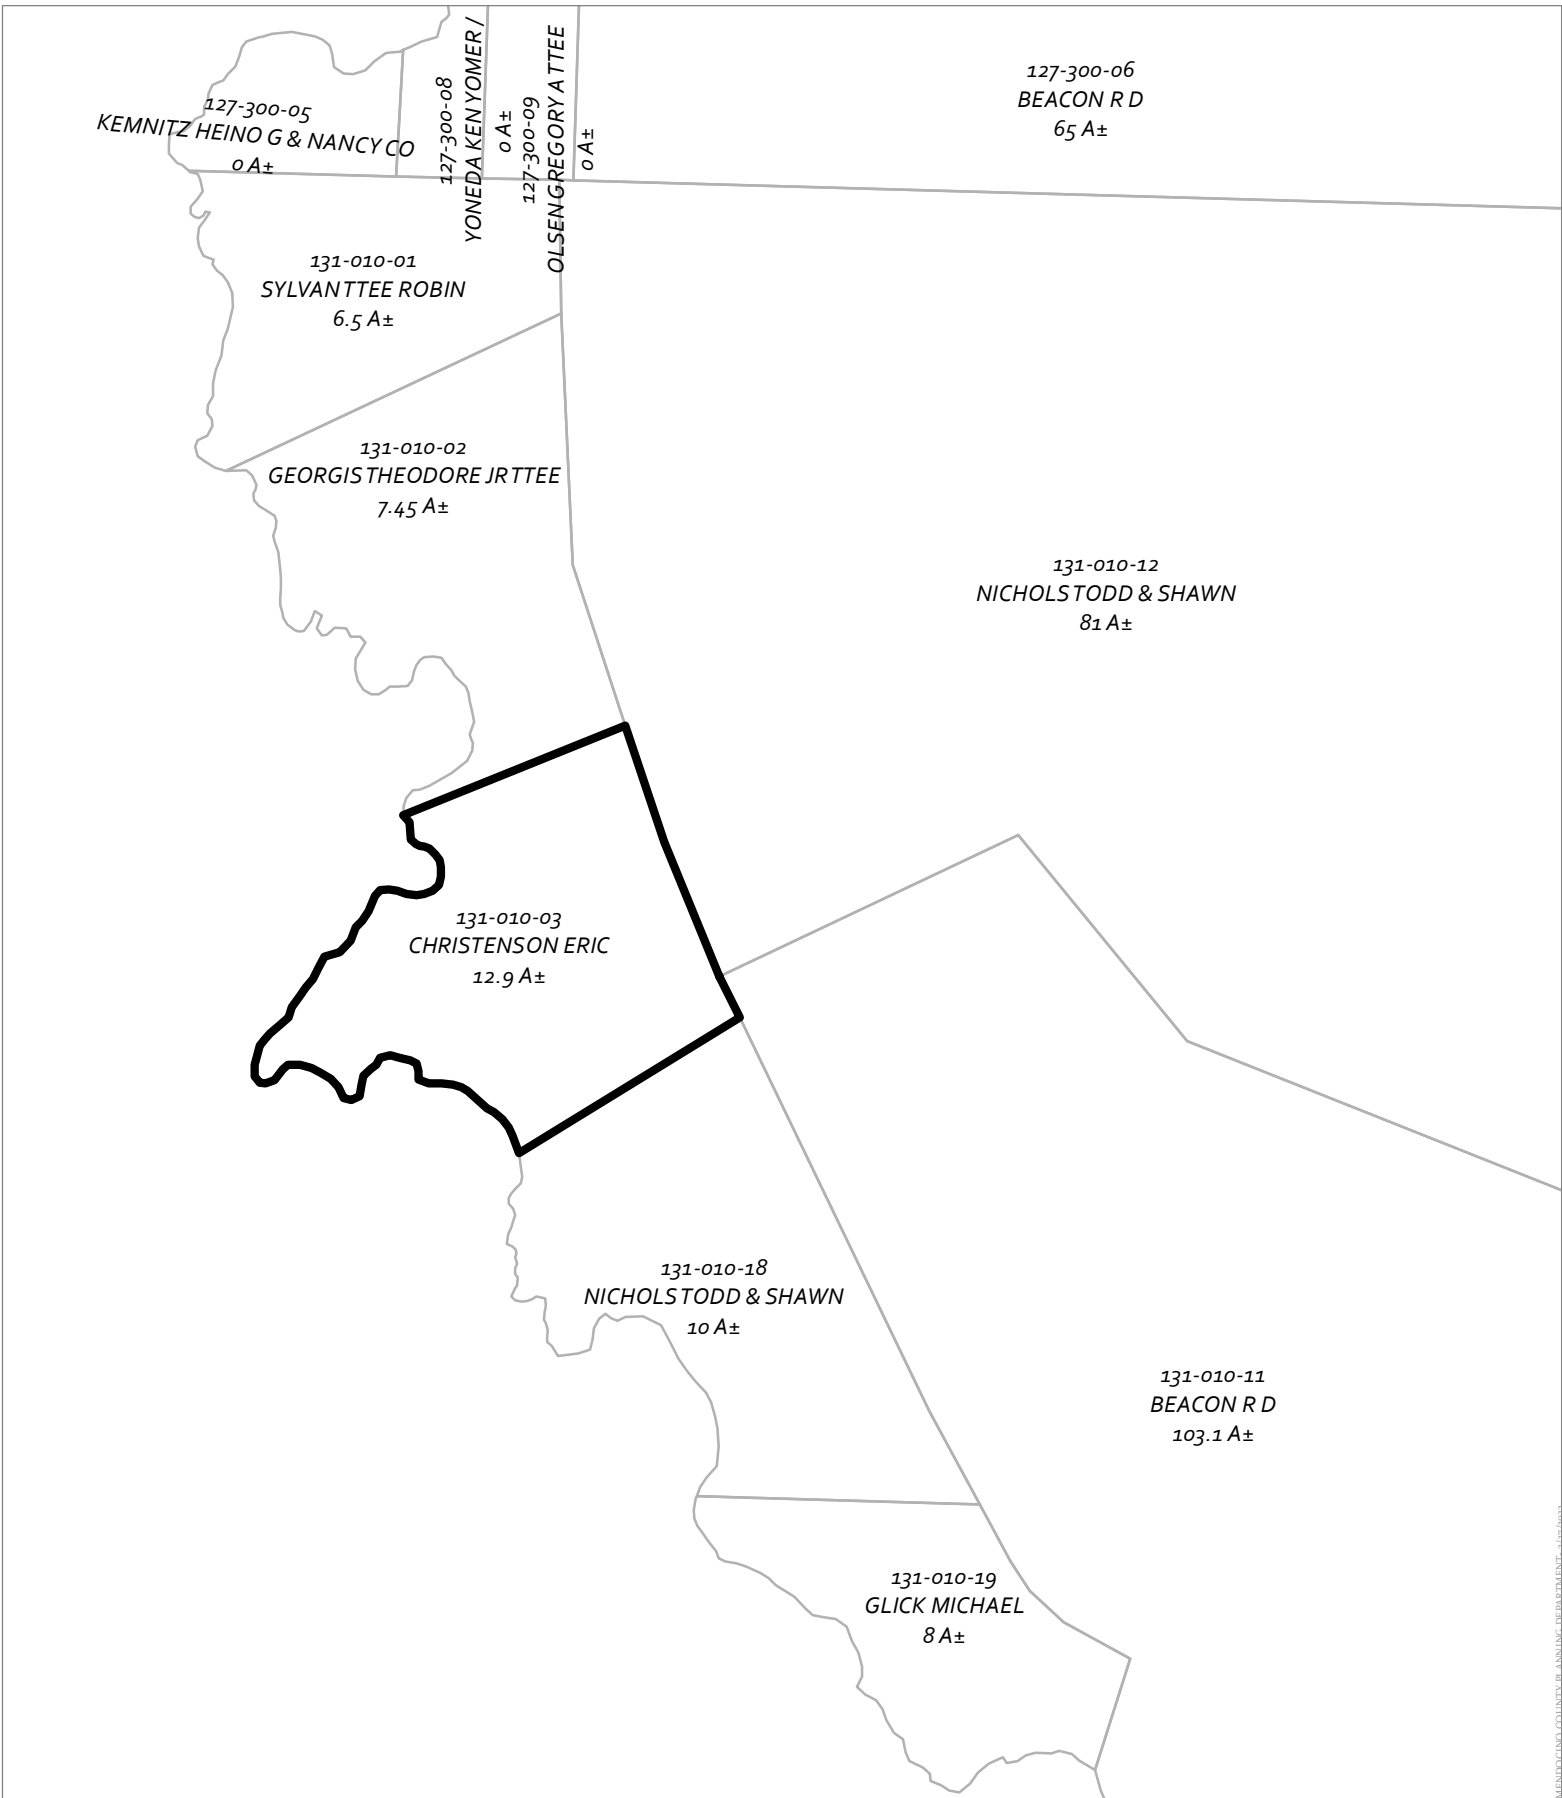 127-300-05
KEMNITZ HEINO G & NANCY CO
0 A±
127-300-08
YONEDA KEN YOMER /
0 A±
127-300-09
OLSEN GREGORY A TTEE
0 A±
127-300-06
BEACON R D
65 A±
131-010-01
SYLVAN TTEE ROBIN
6.5 A±
131-010-02
GEORGIS THEODORE JR TTEE
7.45 A±
131-010-12
NICHOLS TODD & SHAWN
81 A±
131-010-03
CHRISTENSON ERIC
12.9 A±
131-010-18
NICHOLS TODD & SHAWN
10 A±
131-010-11
BEACON R D
103.1 A±
131-010-19
GLICK MICHAEL
8 A±
MENDOCINO COUNTY PLANNING DEPARTMENT-